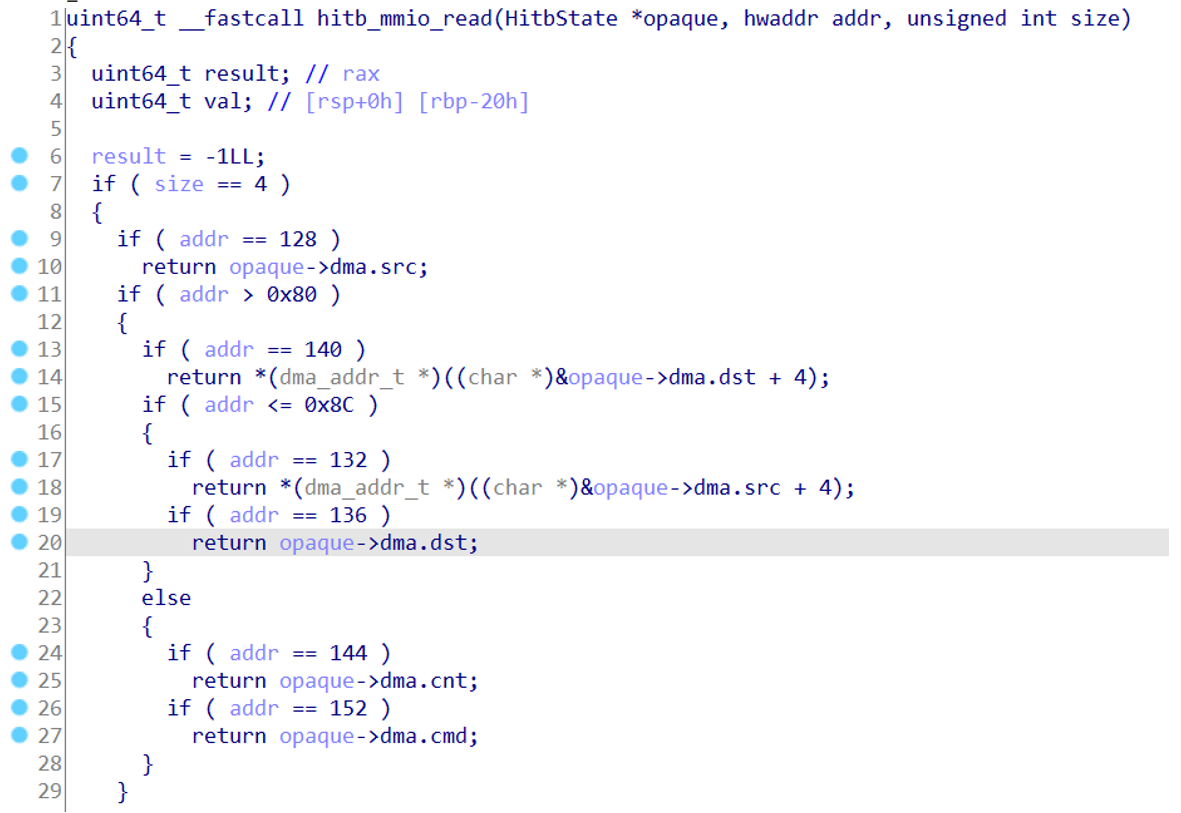 1 uint64_t __fastcall hitb_mmio_read(HitbState *opaque, hwaddr addr, unsigned int size)
2 {
3   uint64_t result; // rax
4   uint64_t val; // [rsp+0h] [rbp-20h]
5
6   result = -1LL;
7   if ( size == 4 )
8   {
9     if ( addr == 128 )
10       return opaque->dma.src;
11     if ( addr > 0x80 )
12     {
13       if ( addr == 140 )
14         return *(dma_addr_t *)((char *)&opaque->dma.dst + 4);
15       if ( addr <= 0x8C )
16       {
17         if ( addr == 132 )
18           return *(dma_addr_t *)((char *)&opaque->dma.src + 4);
19         if ( addr == 136 )
20           return opaque->dma.dst;
21       }
22       else
23       {
24         if ( addr == 144 )
25           return opaque->dma.cnt;
26         if ( addr == 152 )
27           return opaque->dma.cmd;
28       }
29     }